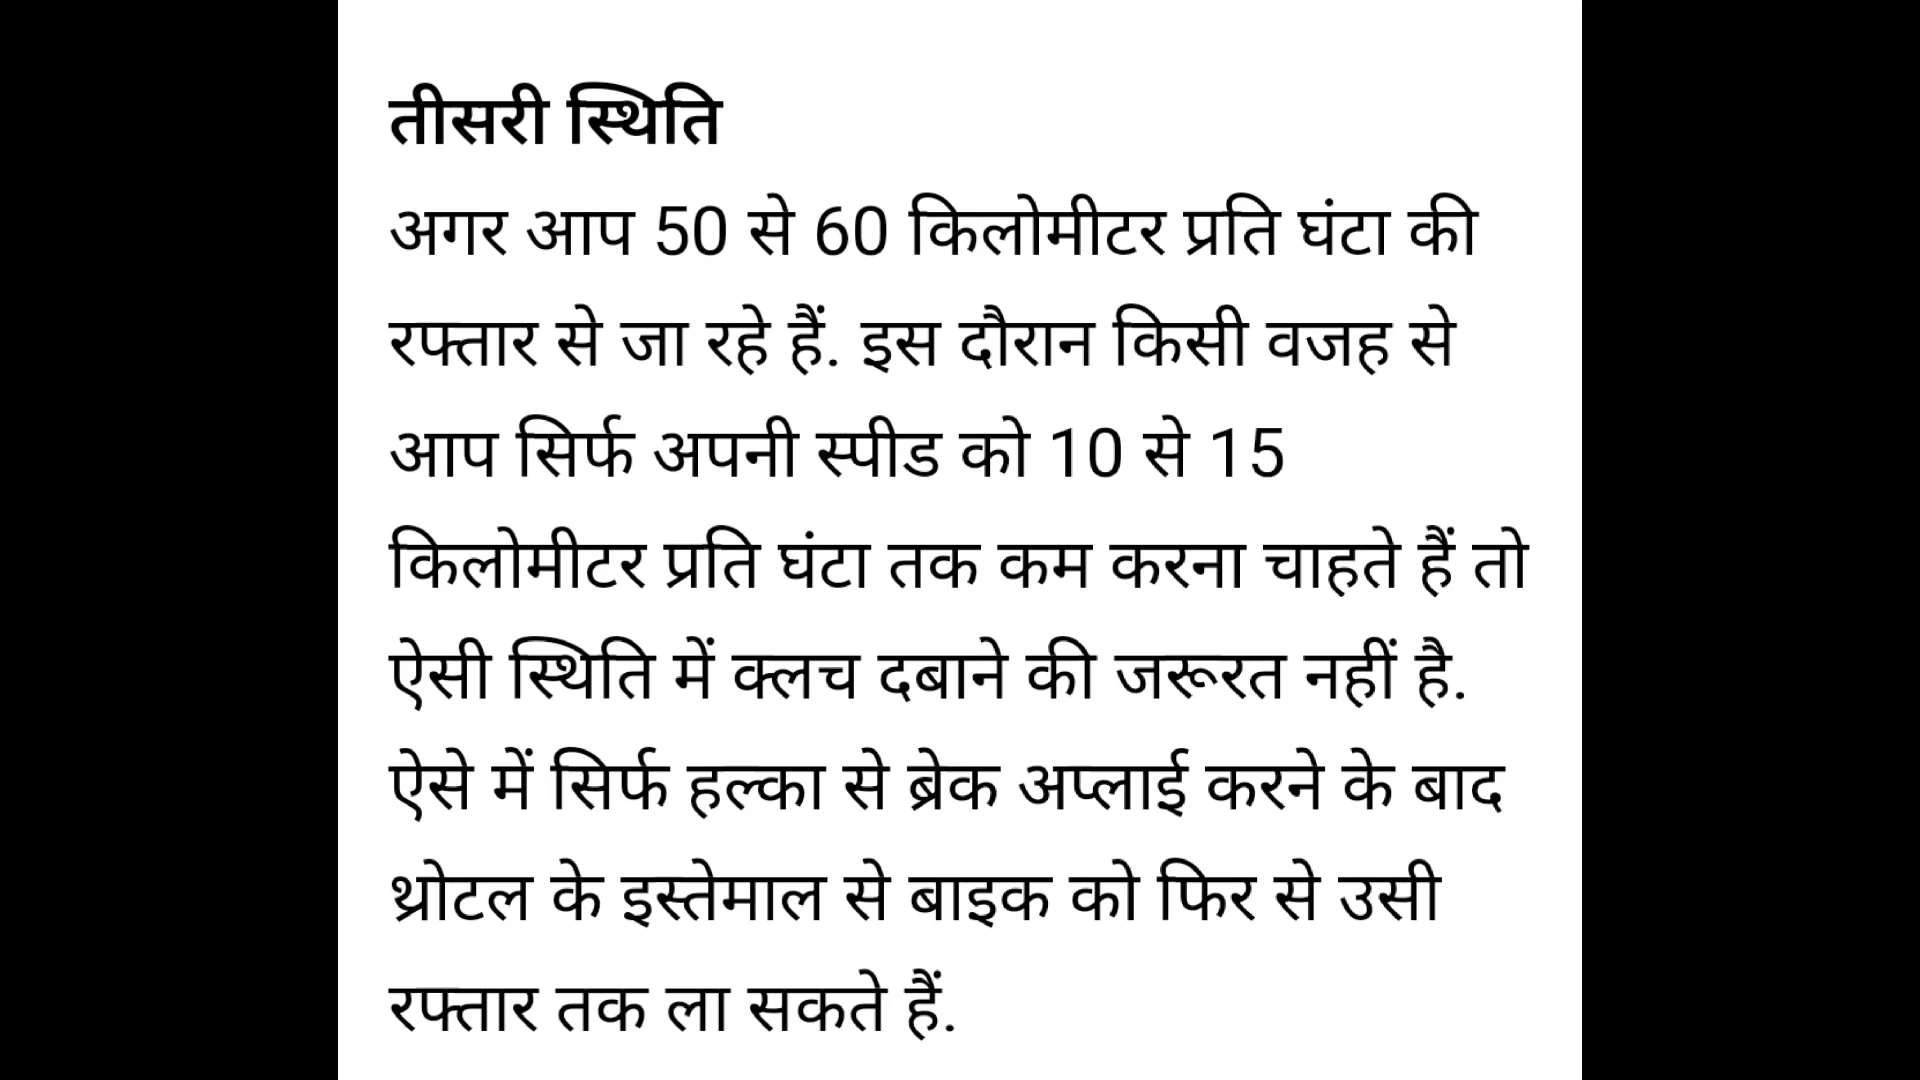 तीसरी स्थिति
अगर आप 50 से 60 किलोमीटर प्रति घंटा की
रफ्तार से जा रहे हैं. इस दौरान किसी वजह से
आप सिर्फ अपनी स्पीड को 10 से 15
किलोमीटर प्रति घंटा तक कम करना चाहते हैं तो
ऐसी स्थिति में क्लच दबाने की जरूरत नहीं है.
ऐसे में सिर्फ हल्का से ब्रेक अप्लाई करने के बाद
थ्रोटल के इस्तेमाल से बाइक को फिर से उसी
रफ्तार तक ला सकते हैं.